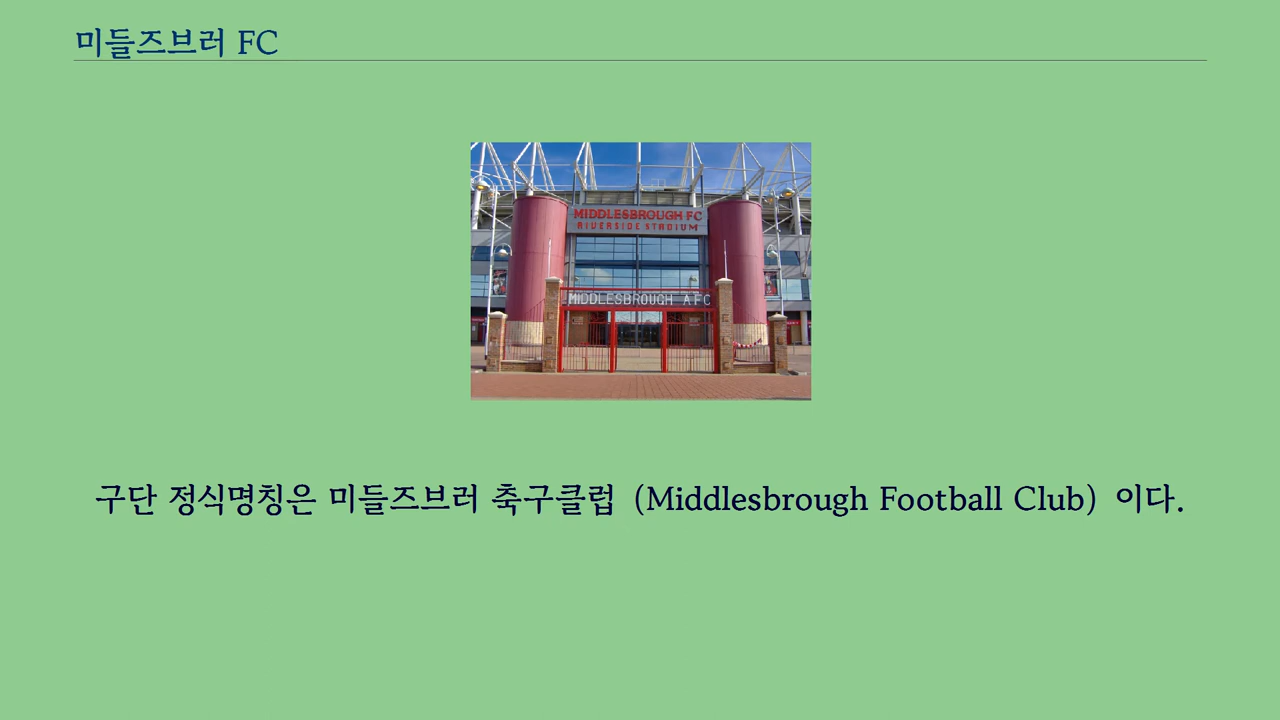 미들즈브러 FC
MIDDLESBROUGH FC
RIVERSIDE STADIUM
MIDDLESBROUGH AFC
구단 정식명칭은 미들즈브러 축구클럽 (Middlesbrough Football Club) 이다.